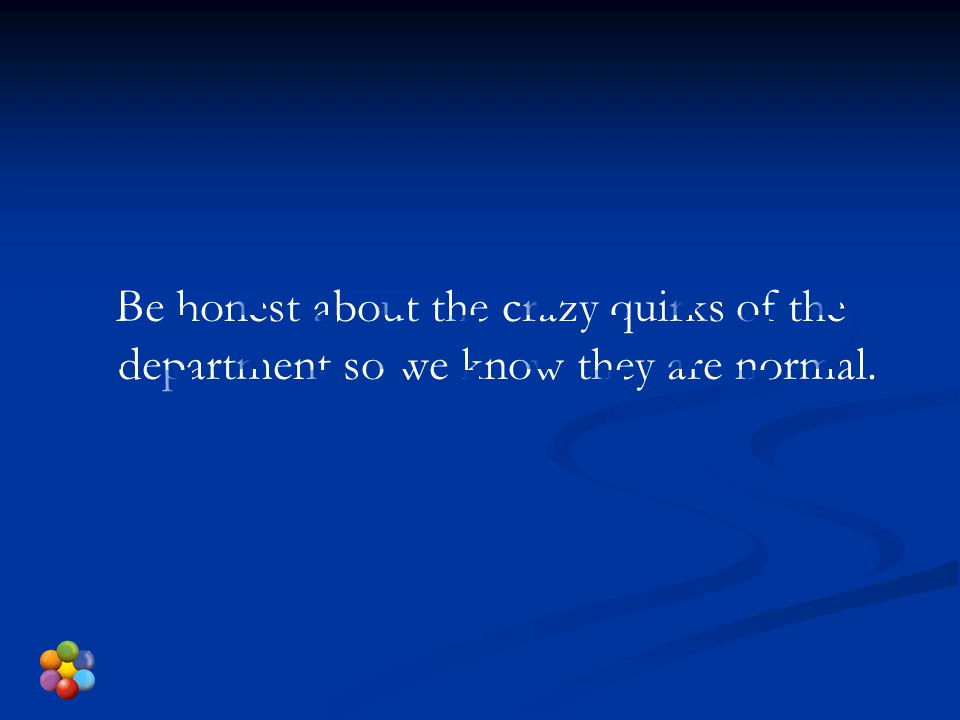 Be honest about the crazy quirks of the
department so we know they are normal.